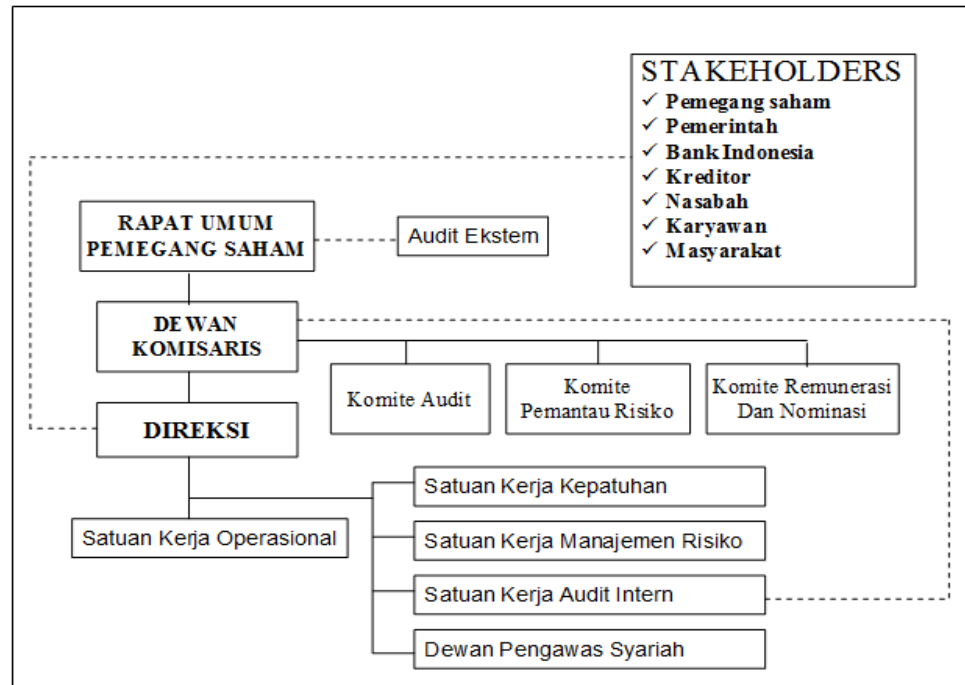 STAKEHOLDERS
✓ Pemegang saham
✓ Pemerintah
✓ Bank Indonesia
✓ Kreditor
✓ Nasabah
✓ Karyawan
✓ Masyarakat
RAPAT UMUM
PEMEGANG SAHAM
Audit Ekstern
DEWAN
KOMISARIS
Komite Audit
Komite
Pemantau Risiko
Komite Remunerasi
Dan Nominasi
DIREKSI
Satuan Kerja Operasional
Satuan Kerja Kepatuhan
Satuan Kerja Manajemen Risiko
Satuan Kerja Audit Intern
Dewan Pengawas Syariah